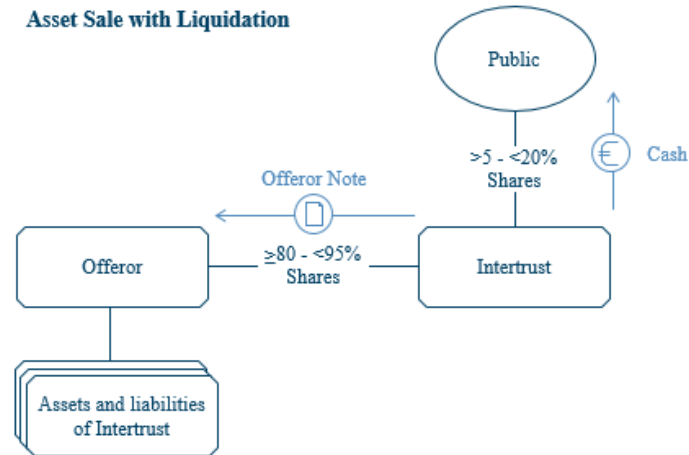 Asset Sale with Liquidation
Public
>5 - <20%
Shares
€
Cash
Offeror Note
≥80 - <95%
Shares
Offeror
Intertrust
Assets and liabilities
of Intertrust